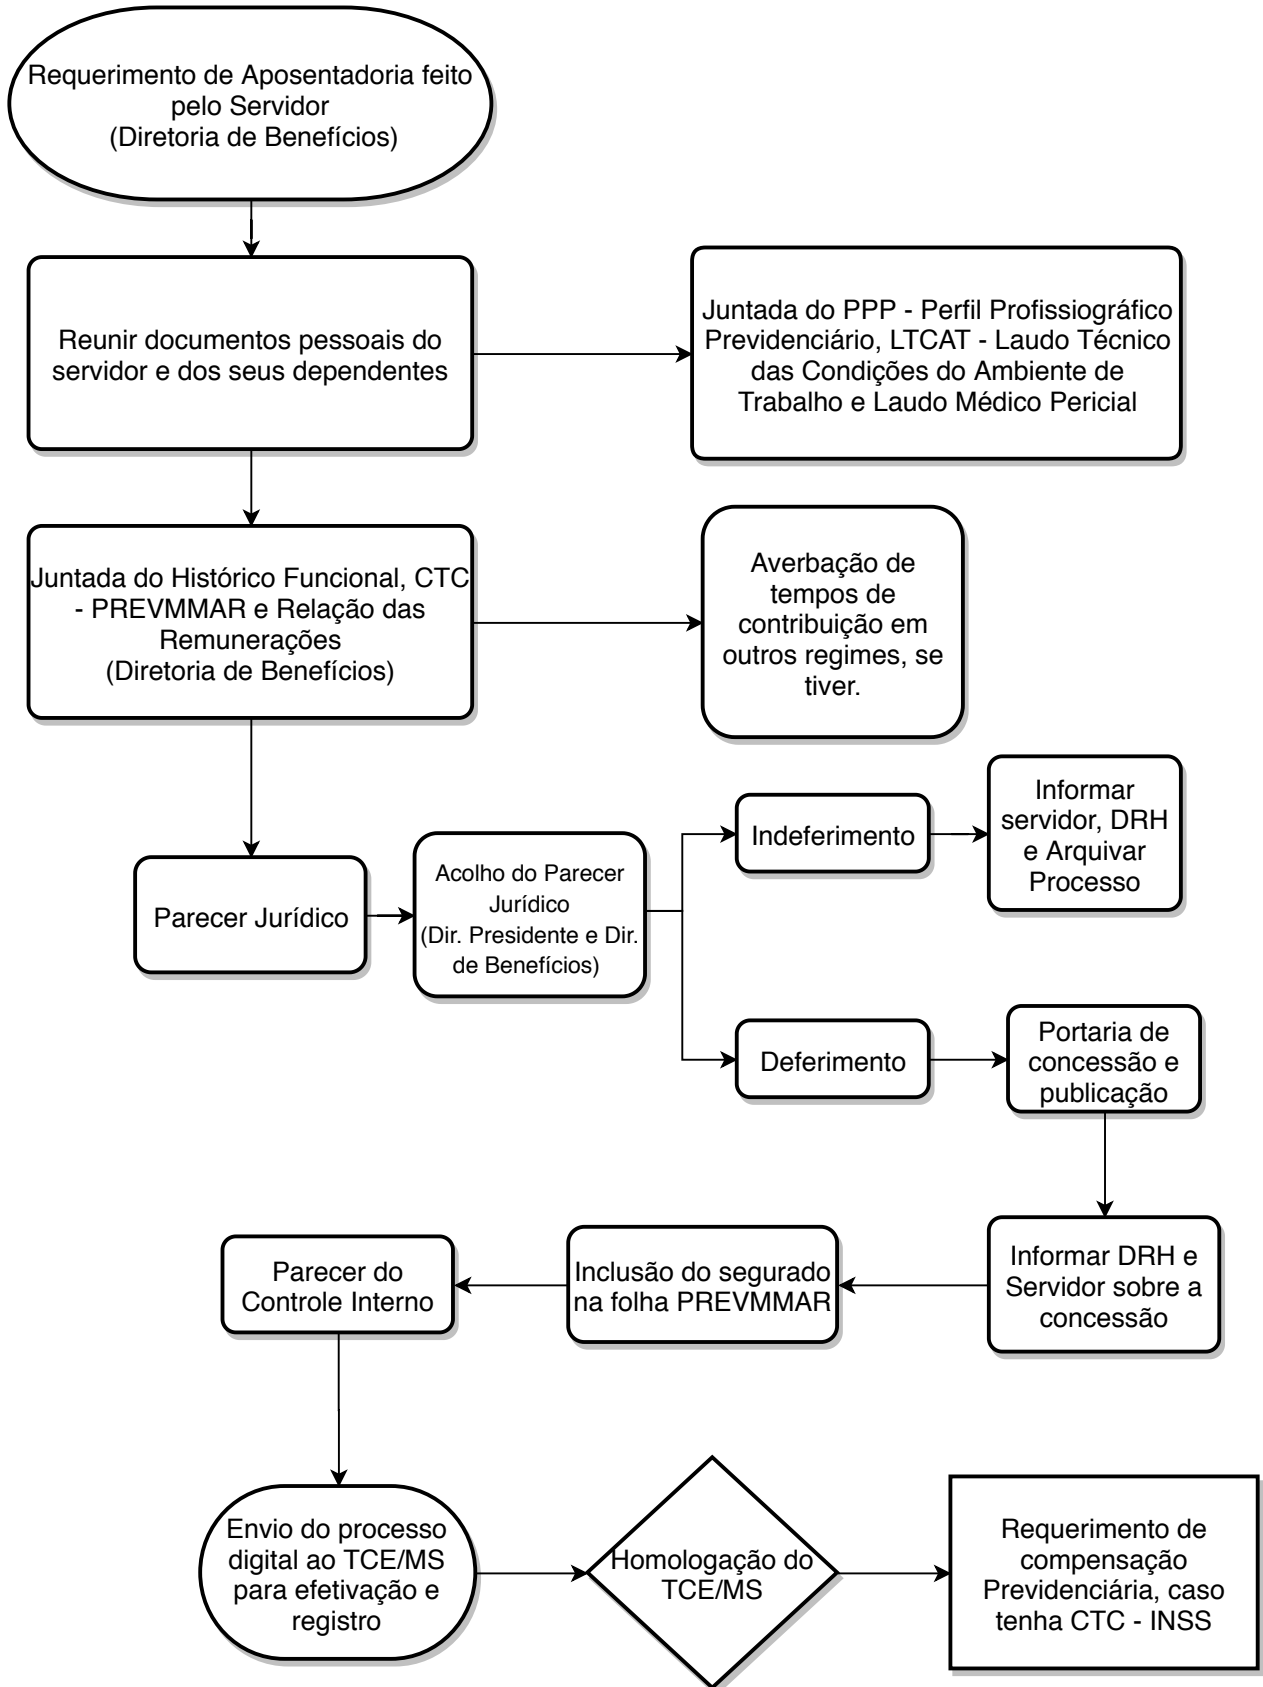 Requerimento de Aposentadoria feito
pelo Servidor
(Diretoria de Benefícios)
Reunir documentos pessoais do
servidor e dos seus dependentes
Juntada do PPP - Perfil Profissiográfico
Previdenciário, LTCAT - Laudo Técnico
das Condições do Ambiente de
Trabalho e Laudo Médico Pericial
Juntada do Histórico Funcional, CTC
- PREVMMAR e Relação das
Remunerações
(Diretoria de Benefícios)
Averbação de
tempos de
contribuição em
outros regimes, se
tiver.
Parecer Jurídico
Acolho do Parecer
Jurídico
(Dir. Presidente e Dir.
de Benefícios)
Indeferimento
Informar
servidor, DRH
e Arquivar
Processo
Deferimento
Portaria de
concessão e
publicação
Informar DRH e
Servidor sobre a
concessão
Inclusão do segurado
na folha PREVMMAR
Parecer do
Controle Interno
Envio do processo
digital ao TCE/MS
para efetivação e
registro
Homologação do
TCE/MS
Requerimento de
compensação
Previdenciária, caso
tenha CTC - INSS